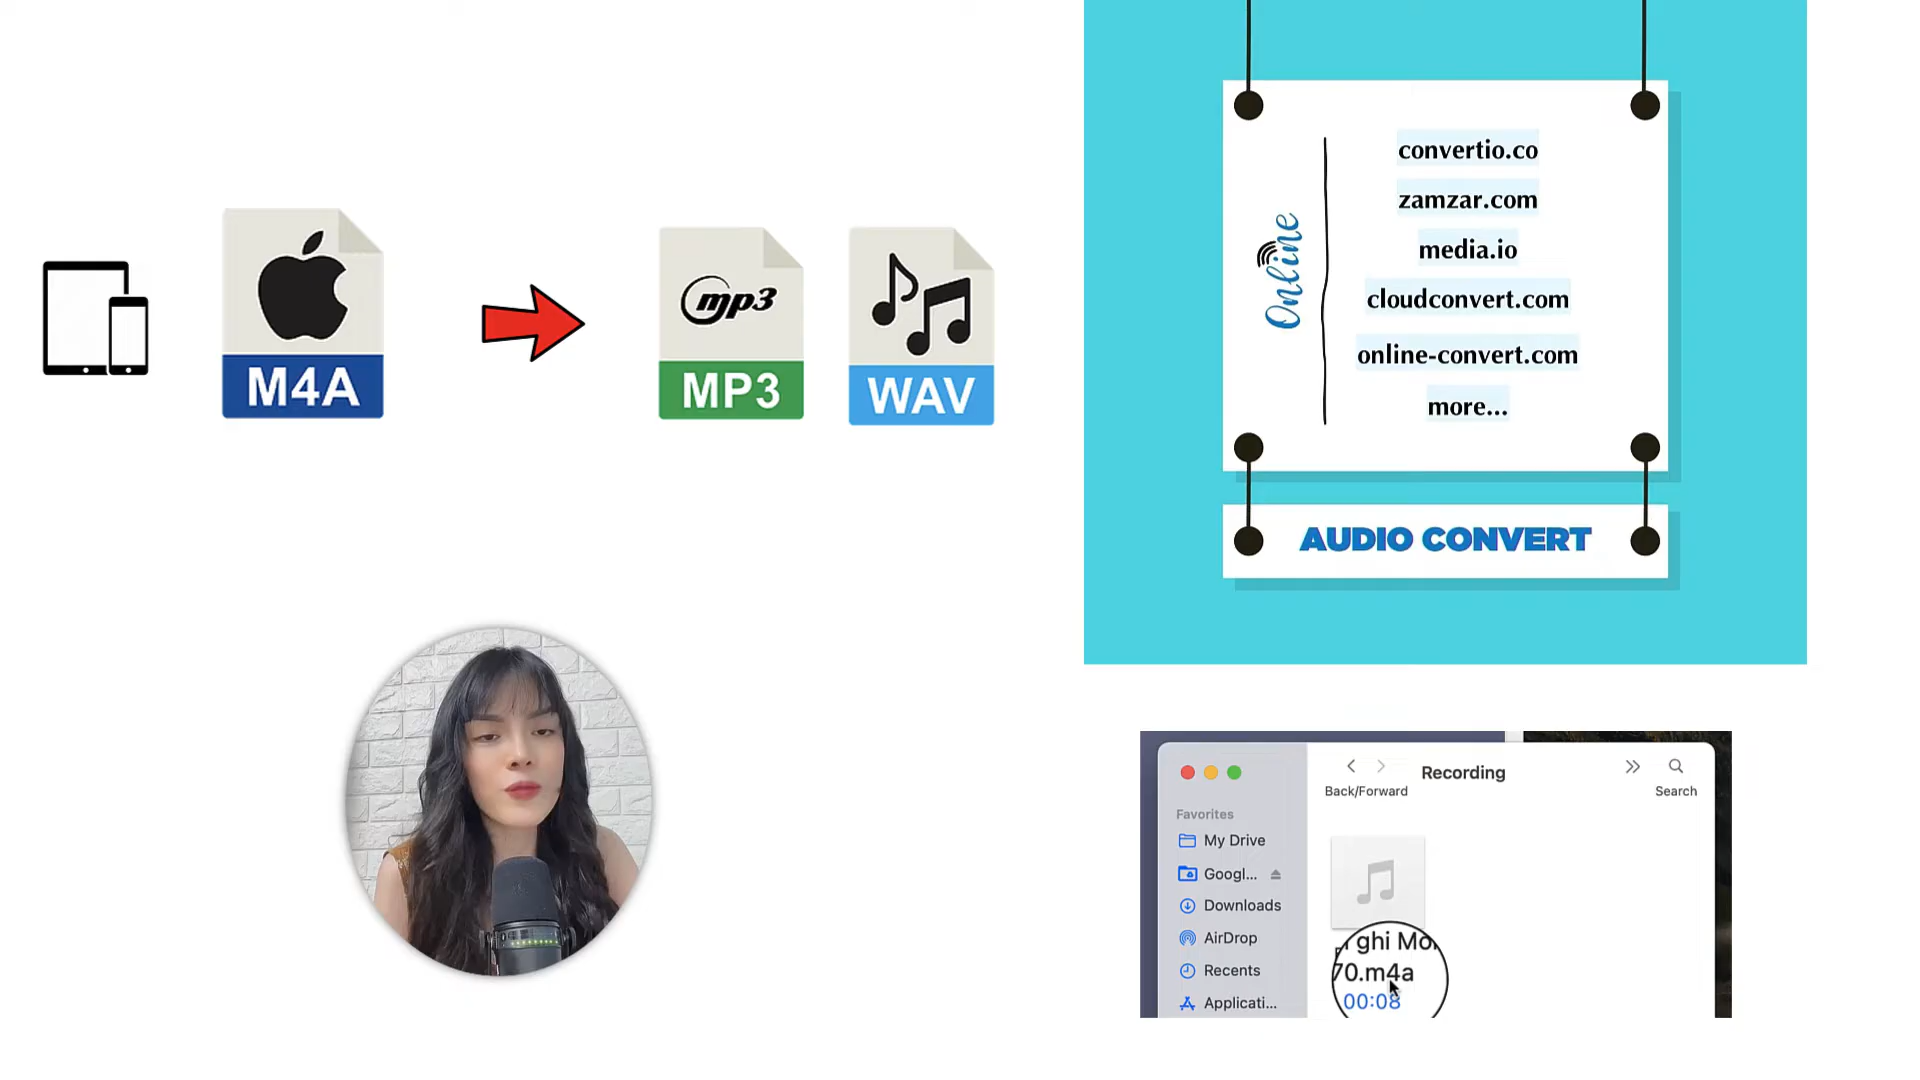 M4A
mp3
MP3
WAV
Online
convertio.co
zamzar.com
media.io
cloudconvert.com
online-convert.com
more...
AUDIO CONVERT
Back/Forward
Recording
Search
Favorites
My Drive
Googl...
Downloads
AirDrop
Recents
Applicati...
ghi Mo
70.m4a
00:08